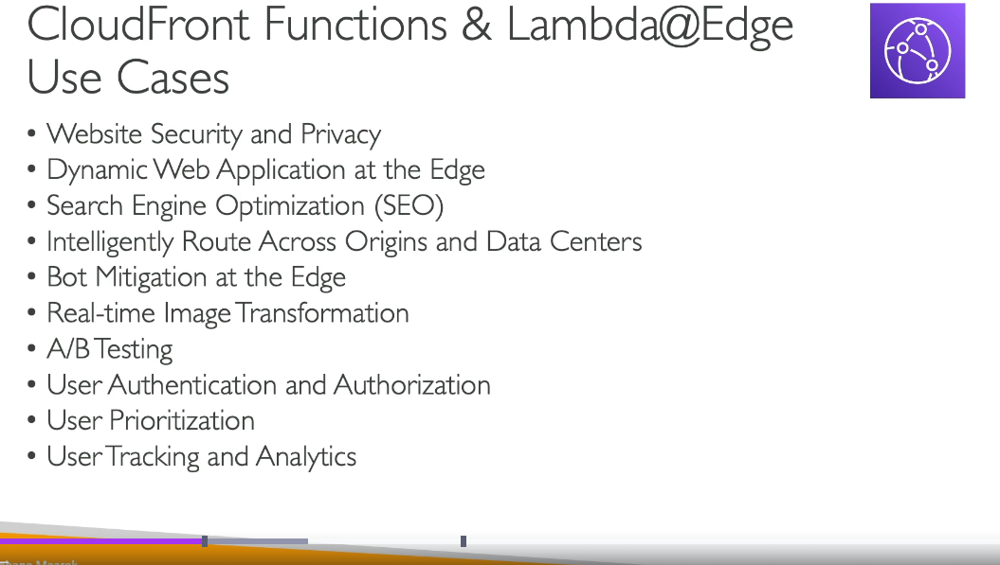 CloudFront Functions & Lambda@Edge
Use Cases
• Website Security and Privacy
• Dynamic Web Application at the Edge
• Search Engine Optimization (SEO)
• Intelligently Route Across Origins and Data Centers
• Bot Mitigation at the Edge
• Real-time Image Transformation
• A/B Testing
• User Authentication and Authorization
• User Prioritization
• User Tracking and Analytics